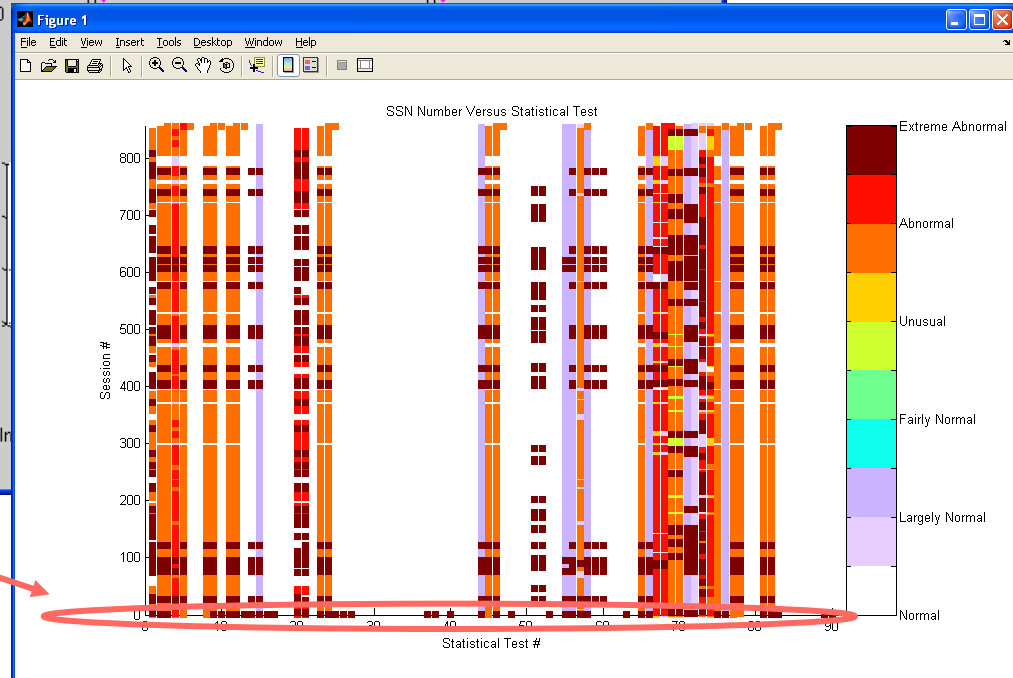 Figure 1
File Edit View Insert Tools Desktop Window Help
SSN Number Versus Statistical Test
Session #
800
700
600
500
400
300
200
100
0
0 10 20 30 40 50 60 70 80 90
Statistical Test #
Extreme Abnormal
Abnormal
Unusual
Fairly Normal
Largely Normal
Normal
In